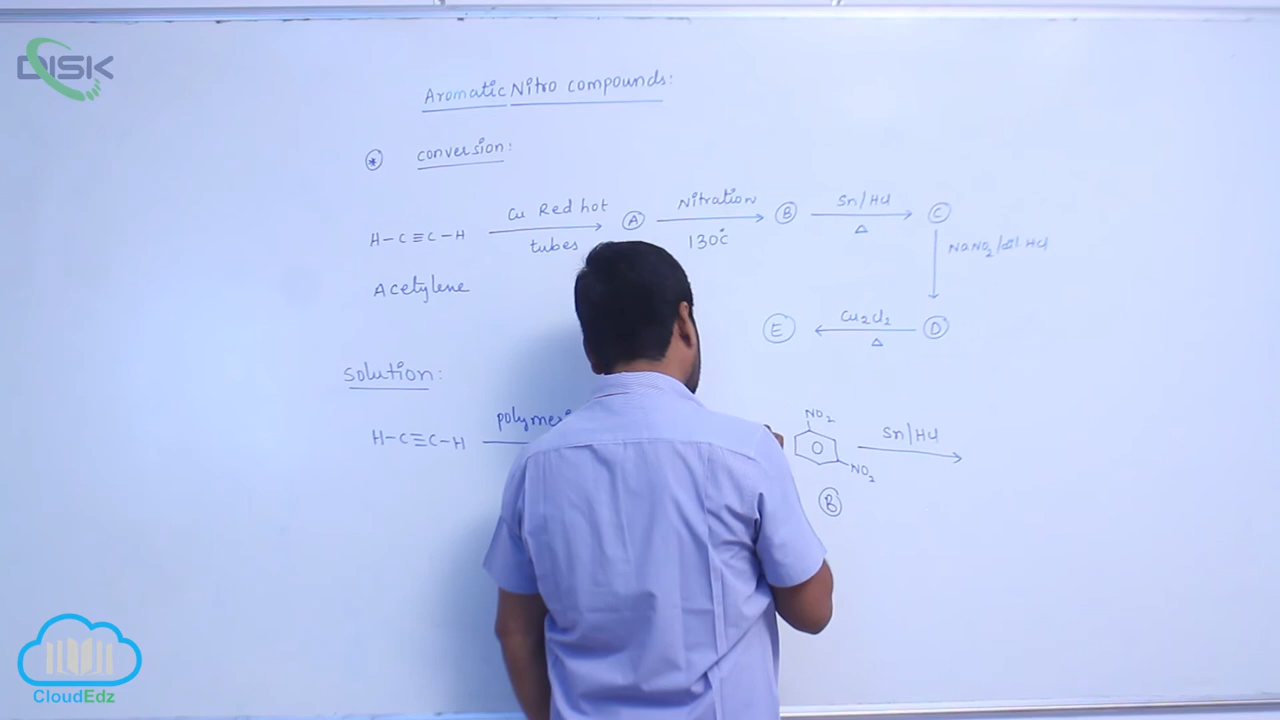 DISK
Aromatic Nitro compounds:
* conversion:
H-C≡C-H Cu Red hot tubes A Nitration 130°C B Sn/HCl △ C
Acetylene
NaNO2/dil HCl
E Cu2Cl2 △ D
solution:
H-C≡C-H
NO2
NO2
Sn/HCl
B
CloudEdz